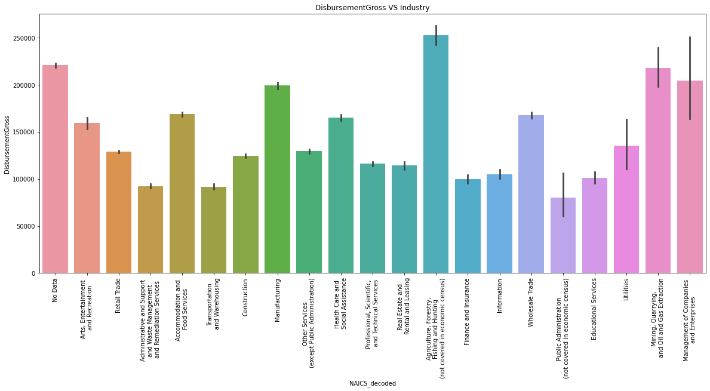 DisbursementGross VS Industry
DisbursementGross
250000
200000
150000
100000
50000
0
No Data
Arts, Entertainment
and Recreation
Retail Trade
Administrative and Support
and Waste Management
and Remediation Services
Accommodation and
Food Services
Transportation
and Warehousing
Construction
Manufacturing
Other Services
(except Public Administration)
Health Care and
Social Assistance
Professional, Scientific,
and Technical Services
Real Estate and
Rental and Leasing
Agriculture, Forestry,
Fishing and Hunting
(not covered in economic census)
Finance and Insurance
Information
Wholesale Trade
Public Administration
(not covered in economic census)
Educational Services
Utilities
Mining, Quarrying,
and Oil and Gas Extraction
Management of Companies
and Enterprises
NAICS_decoded